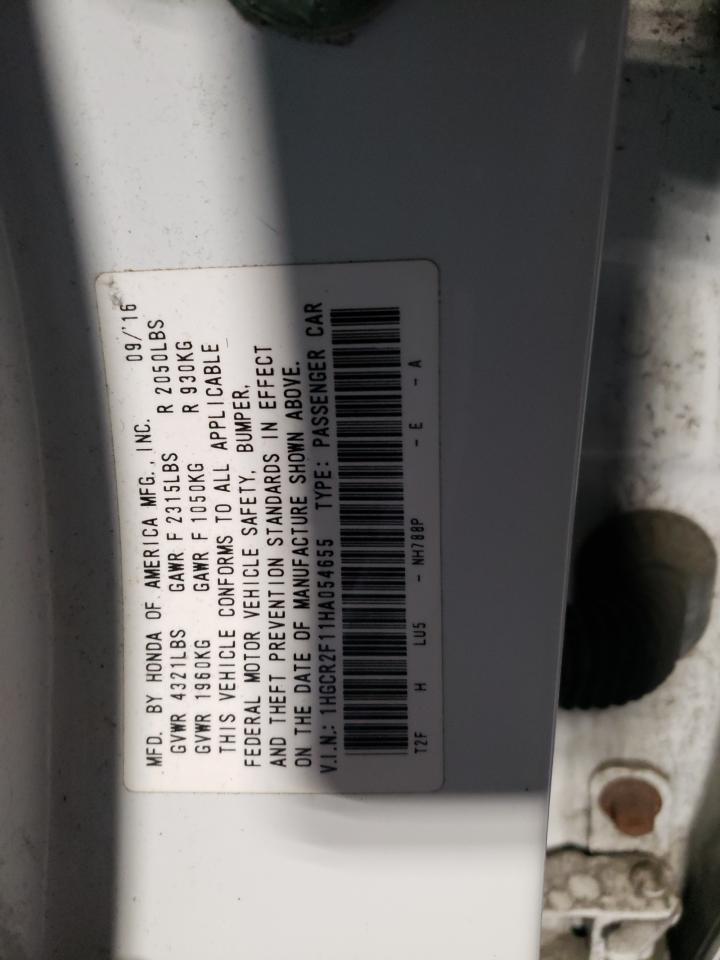 MFD. BY HONDA OF AMERICA MFG., INC. 09/'16
GVWR 4321LBS GAWR F 2315LBS R 2050LBS
GVWR 1960KG GAWR F 1050KG R 930KG
THIS VEHICLE CONFORMS TO ALL APPLICABLE
FEDERAL MOTOR VEHICLE SAFETY, BUMPER,
AND THEFT PREVENTION STANDARDS IN EFFECT
ON THE DATE OF MANUFACTURE SHOWN ABOVE.
V.I.N.: 1HGCR2F11HA054655 TYPE: PASSENGER CAR
T2F H LU5 - NH788P - E - A